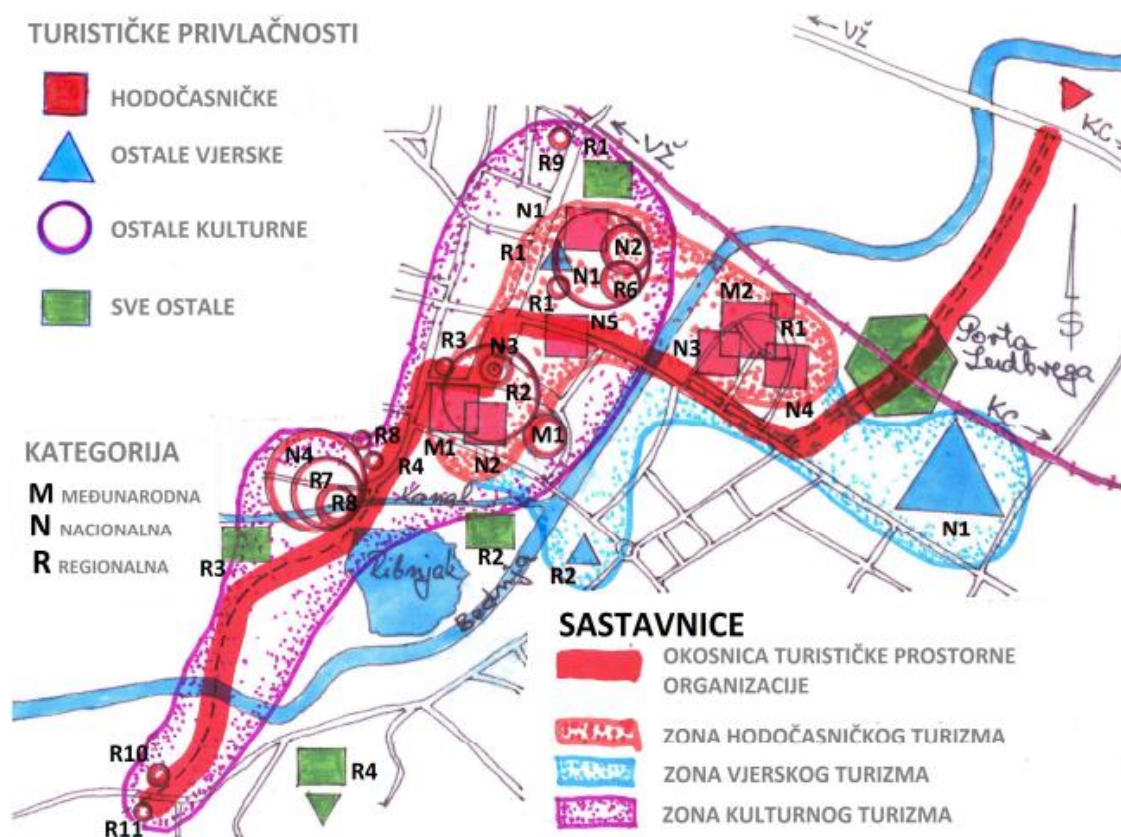 TURISTIČKE PRIVLAČNOSTI
HODOČASNIČKE
OSTALE VJERSKE
OSTALE KULTURNE
SVE OSTALE
← VŽ
KC→
← VŽ
R9
R1
N1
R1
N2
N1
R6
R1
N5
M2
R1
N3
N4
S
Porta
Ludbrega
KC
R3
N3
R2
M1
M1
N2
R8
N4
R4
R7
R8
Kanal
KATEGORIJA
M MEĐUNARODNA
N NACIONALNA
R REGIONALNA
R3
Ribnjak
R2
R2
Bednja
N1
R10
R11
R4
SASTAVNICE
OKOSNICA TURISTIČKE PROSTORNE
ORGANIZACIJE
ZONA HODOČASNIČKOG TURIZMA
ZONA VJERSKOG TURIZMA
ZONA KULTURNOG TURIZMA